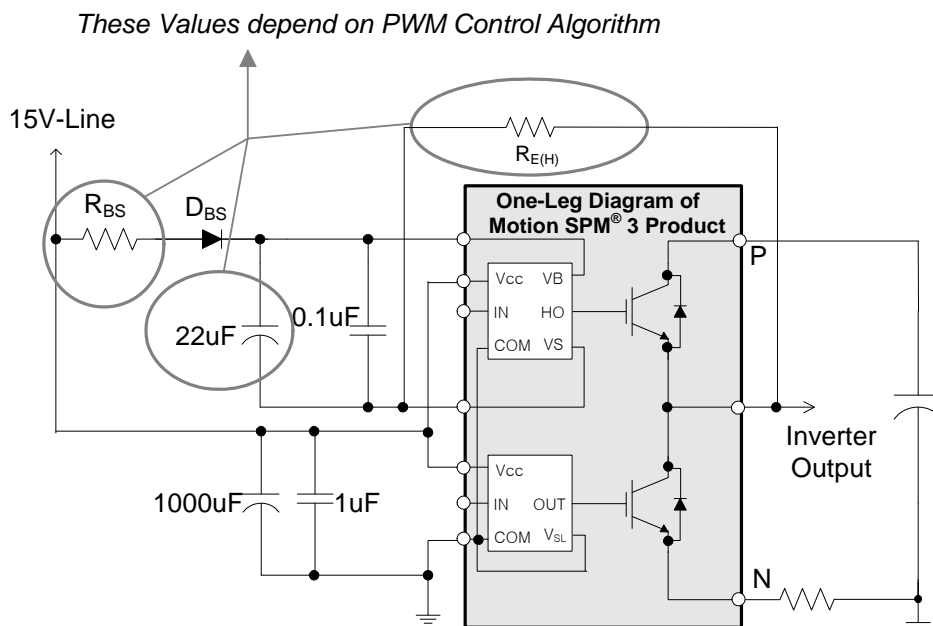 These Values depend on PWM Control Algorithm
15V-Line
R_E(H)
R_BS
D_BS
One-Leg Diagram of
Motion SPM® 3 Product
P
Vcc
VB
IN
HO
COM
VS
22uF
0.1uF
Inverter
Output
1000uF
1uF
Vcc
IN
OUT
COM
V_SL
N